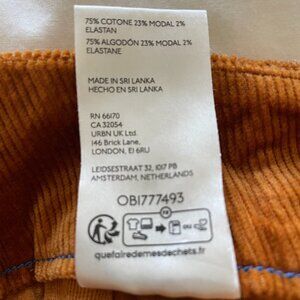 75% COTONE 23% MODAL 2%
ELASTAN
75% ALGODÓN 23% MODAL 2%
ELASTANE
MADE IN SRI LANKA
HECHO EN SRI LANKA
RN 66170
CA 32054
URBN UK Ltd.
146 Brick Lane,
LONDON, E1 6RU
LEIDSESTRAAT 32, 1017 PB
AMSTERDAM, NETHERLANDS
OB1777493
FR
quefairedemesdechets.fr